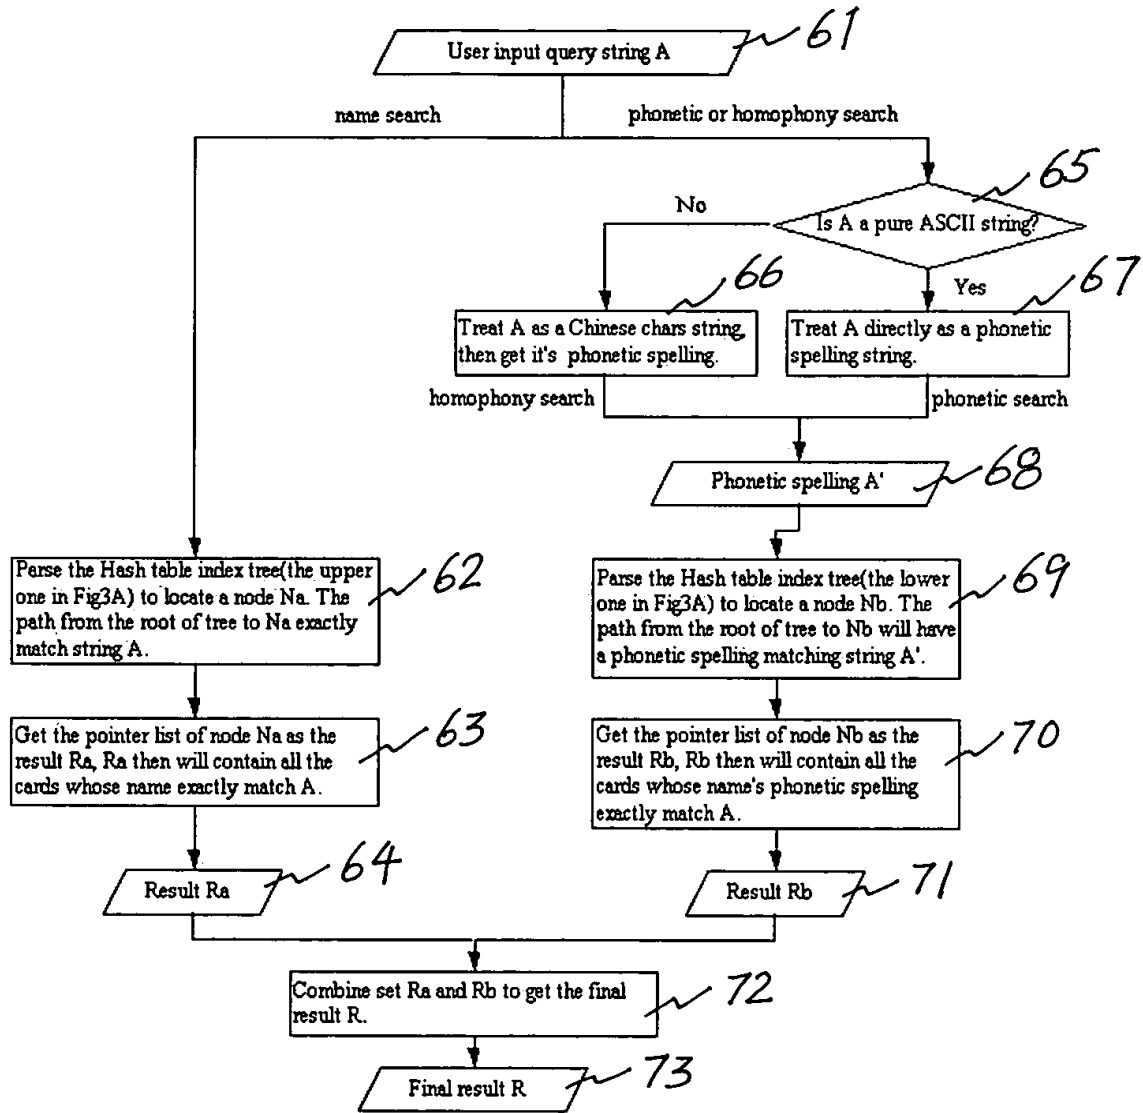 User input query string A
61
name search
phonetic or homophony search
65
Is A a pure ASCII string?
No
Yes
66
67
Treat A as a Chinese chars string,
then get it's phonetic spelling.
Treat A directly as a phonetic
spelling string.
homophony search
phonetic search
Phonetic spelling A'
68
Parse the Hash table index tree(the upper
one in Fig3A) to locate a node Na. The
path from the root of tree to Na exactly
match string A.
62
Parse the Hash table index tree(the lower
one in Fig3A) to locate a node Nb. The
path from the root of tree to Nb will have
a phonetic spelling matching string A'.
69
Get the pointer list of node Na as the
result Ra, Ra then will contain all the
cards whose name exactly match A.
63
Get the pointer list of node Nb as the
result Rb, Rb then will contain all the
cards whose name's phonetic spelling
exactly match A.
70
Result Ra
64
Result Rb
71
Combine set Ra and Rb to get the final
result R.
72
Final result R
73